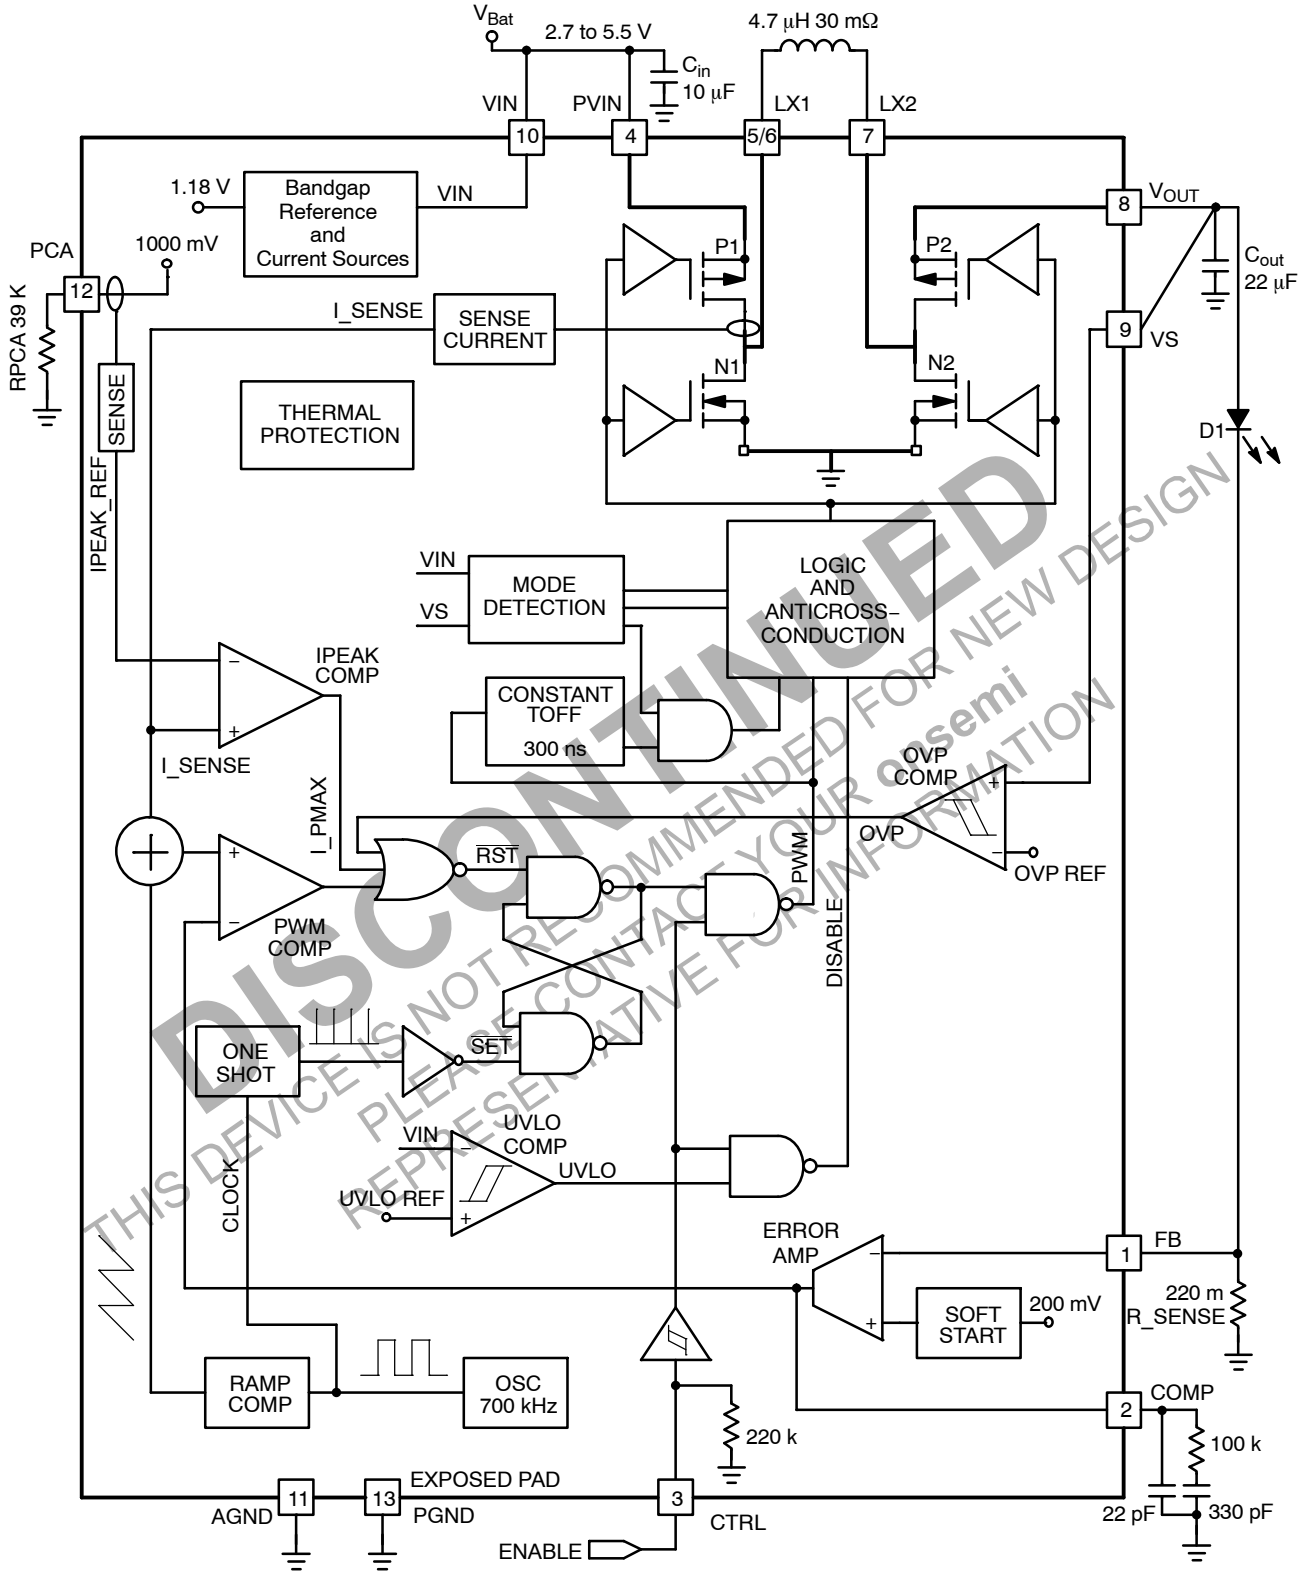 VBat
2.7 to 5.5 V
4.7 μH 30 mΩ
Cin
10 μF
VIN
PVIN
LX1
LX2
10
4
5/6
7
1.18 V
Bandgap
Reference
and
Current Sources
VIN
8
VOUT
PCA
1000 mV
P1
P2
Cout
22 μF
12
I_SENSE
SENSE
CURRENT
9
VS
RPCA 39 K
SENSE
N1
N2
THERMAL
PROTECTION
D1
IPEAK_REF
VIN
VS
MODE
DETECTION
LOGIC
AND
ANTICROSS−
CONDUCTION
IPEAK
COMP
−
+
I_SENSE
CONSTANT
TOFF
300 ns
OVP
COMP
+
−
OVP
OVP REF
I_PMAX
PWM
DISABLE
+
−
PWM
COMP
RST
ONE
SHOT
SET
VIN
UVLO
COMP
−
+
UVLO
UVLO REF
CLOCK
ERROR
AMP
−
+
1
FB
SOFT
START
200 mV
220 m
R_SENSE
RAMP
COMP
OSC
700 kHz
220 k
2
COMP
100 k
22 pF
330 pF
11
AGND
13
EXPOSED PAD
PGND
3
CTRL
ENABLE
DISCONTINUED
THIS DEVICE IS NOT RECOMMENDED FOR NEW DESIGN
PLEASE CONTACT YOUR onsemi
REPRESENTATIVE FOR INFORMATION